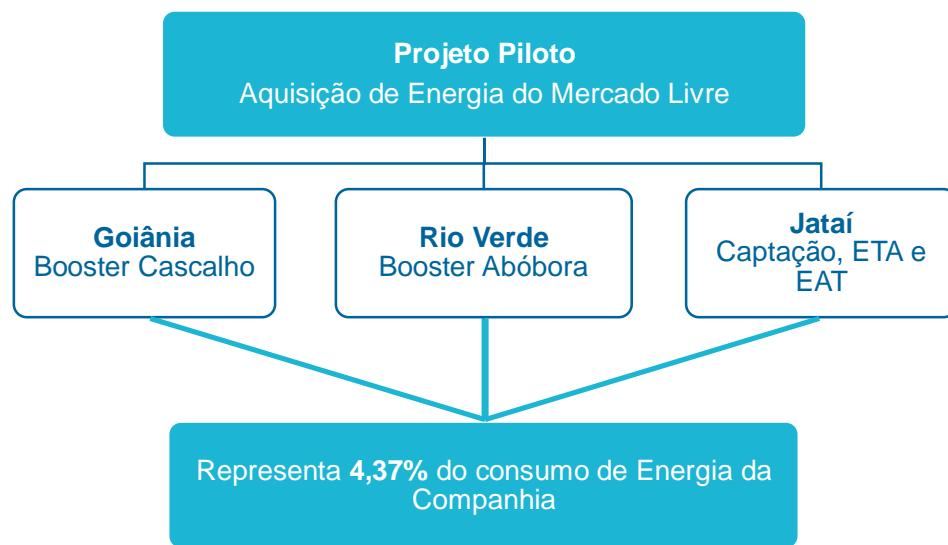 Projeto Piloto
Aquisição de Energia do Mercado Livre
Goiânia
Booster Cascalho
Rio Verde
Booster Abóbora
Jataí
Captação, ETA e
EAT
Representa 4,37% do consumo de Energia da
Companhia